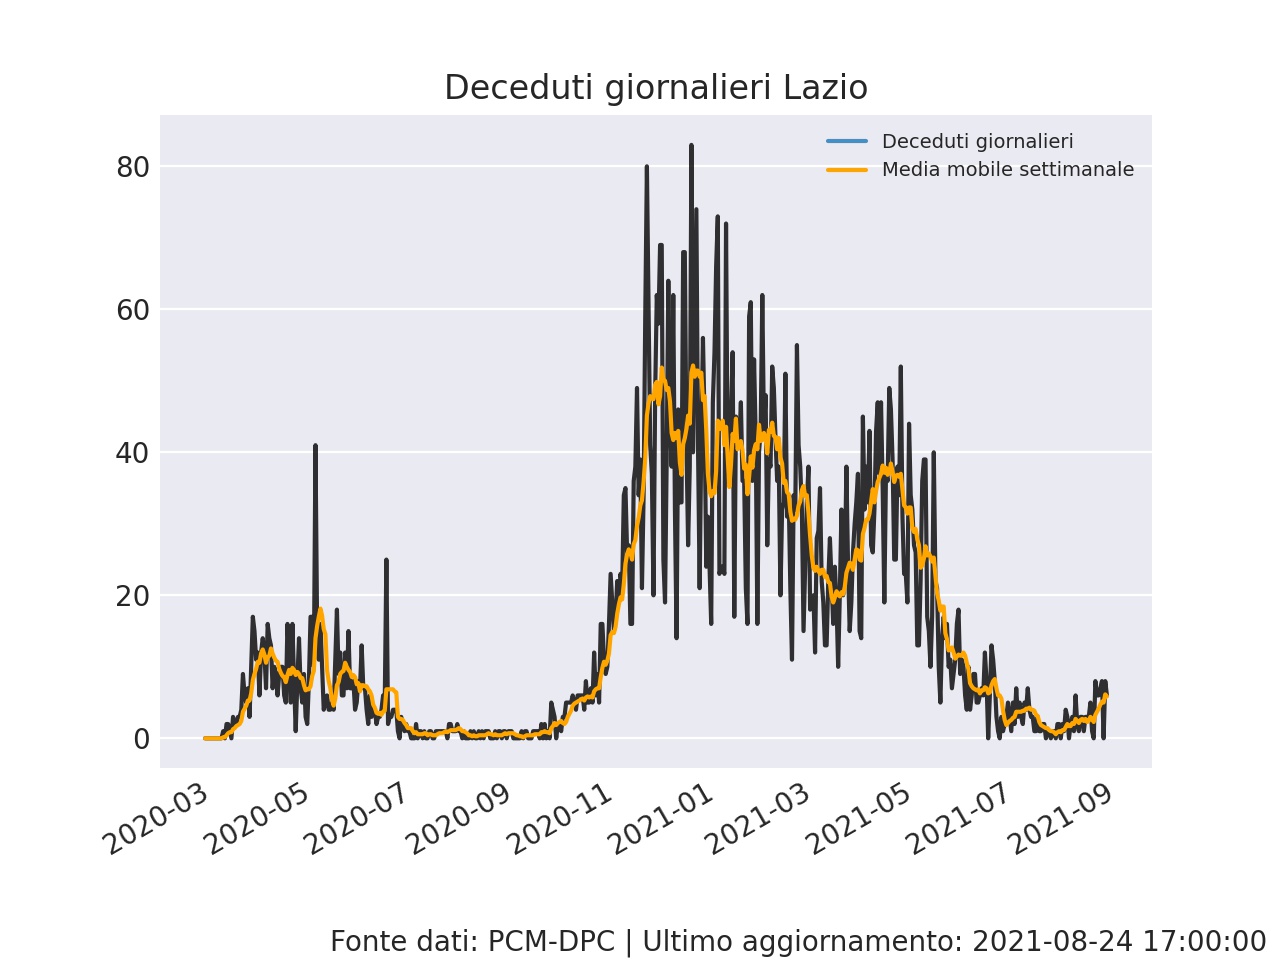 Deceduti giornalieri Lazio
Deceduti giornalieri
Media mobile settimanale
80
60
40
20
0
2020-03 2020-05 2020-07 2020-09 2020-11 2021-01 2021-03 2021-05 2021-07 2021-09
Fonte dati: PCM-DPC | Ultimo aggiornamento: 2021-08-24 17:00:00